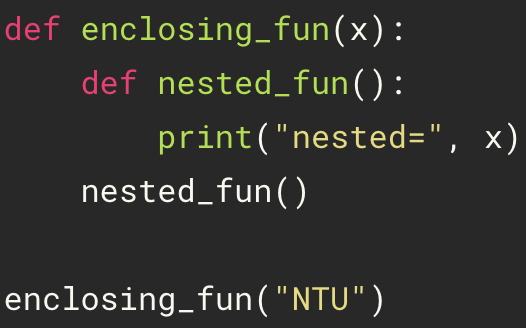 def enclosing_fun(x):
    def nested_fun():
        print("nested=", x)
    nested_fun()

enclosing_fun("NTU")